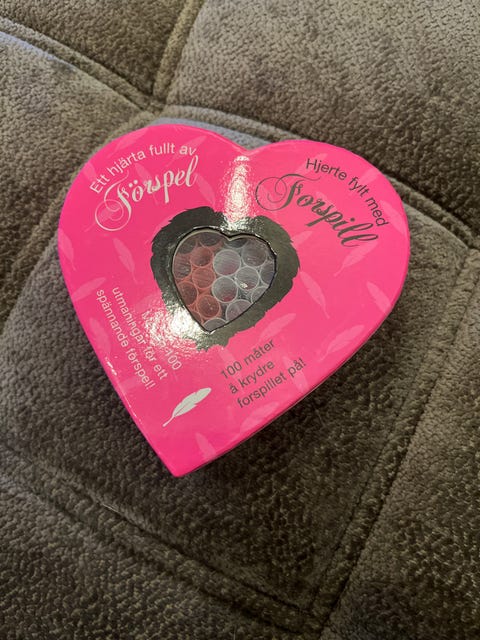 Ett hjärta fullt av
Förspel
utmaningar för ett
spännande förspel!
Hjerte fylt med
Forspill
100 måter
å krydre
forspillet på!
100